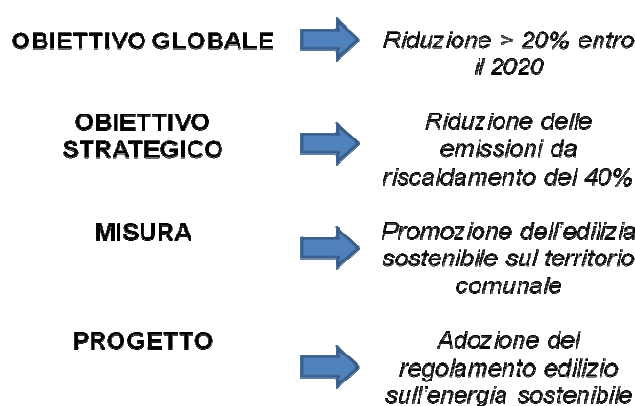 OBIETTIVO GLOBALE
Riduzione > 20% entro
il 2020
OBIETTIVO
STRATEGICO
Riduzione delle
emissioni da
riscaldamento del 40%
MISURA
Promozione dell'edilizia
sostenibile sul territorio
comunale
PROGETTO
Adozione del
regolamento edilizio
sull'energia sostenibile